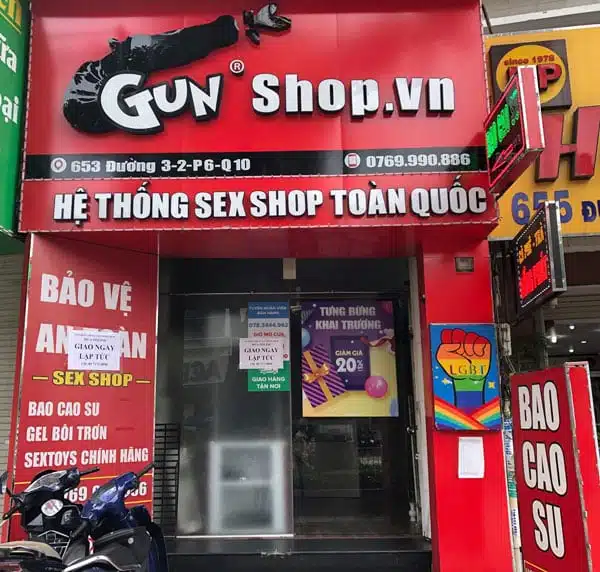 GUN® Shop.vn
653 Đường 3-2-P6-Q10
0769.990.886
HỆ THỐNG SEX SHOP TOÀN QUỐC
BẢO VỆ
AN TOÀN
SEX SHOP
BAO CAO SU
GEL BÔI TRƠN
SEXTOYS CHÍNH HÃNG
GIAO NGAY
LẬP TỨC
GIAO NGAY
LẬP TỨC
GIAO HÀNG
TẬN NƠI
TƯNG BỪNG
KHAI TRƯƠNG
GIẢM GIÁ
20%
LGBT
BAO
CAO
SU
since 1978
655